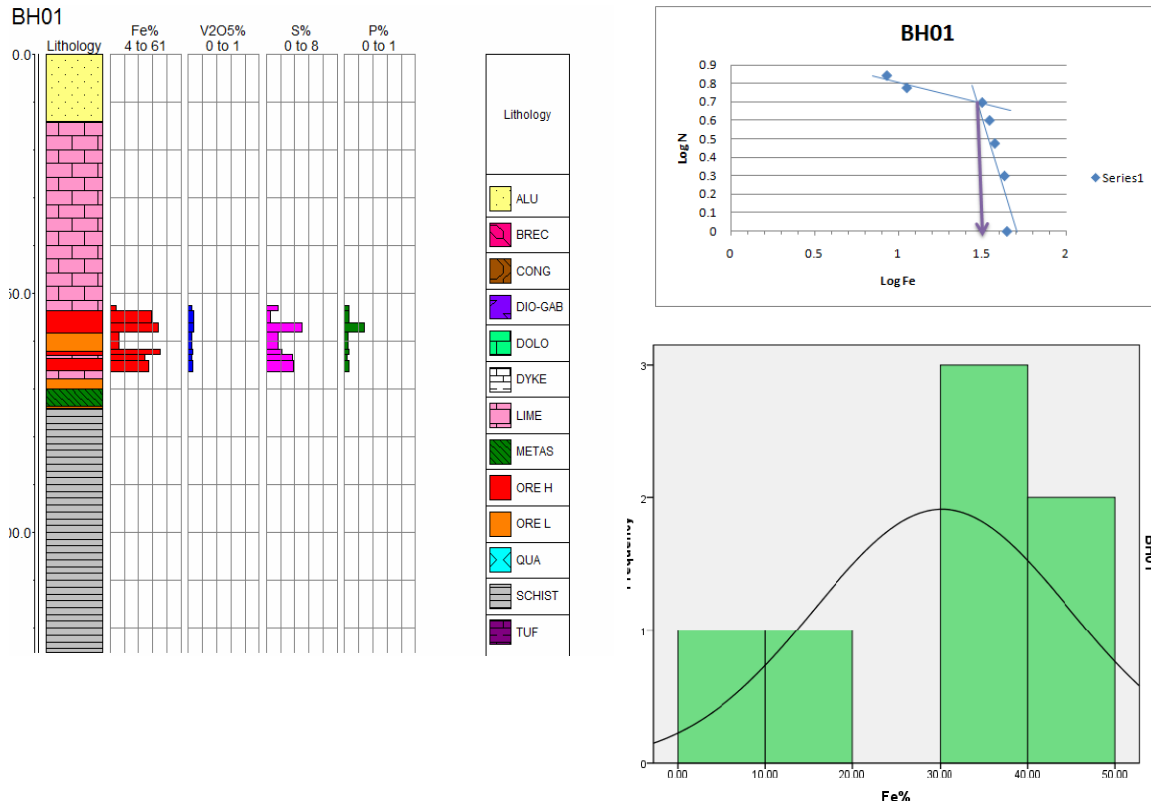 BH01
Lithology
Fe%
4 to 61
V2O5%
0 to 1
S%
0 to 8
P%
0 to 1
0.0
Lithology
ALU
BREC
CONG
DIO-GAB
DOLO
DYKE
LIME
METAS
ORE H
ORE L
QUA
SCHIST
TUF
BH01
Log N
0.9
0.8
0.7
0.6
0.5
0.4
0.3
0.2
0.1
0
0 0.5 1 1.5 2
Log Fe
Series1
3
2
1
0
0.00 10.00 20.00 30.00 40.00 50.00
Fe%